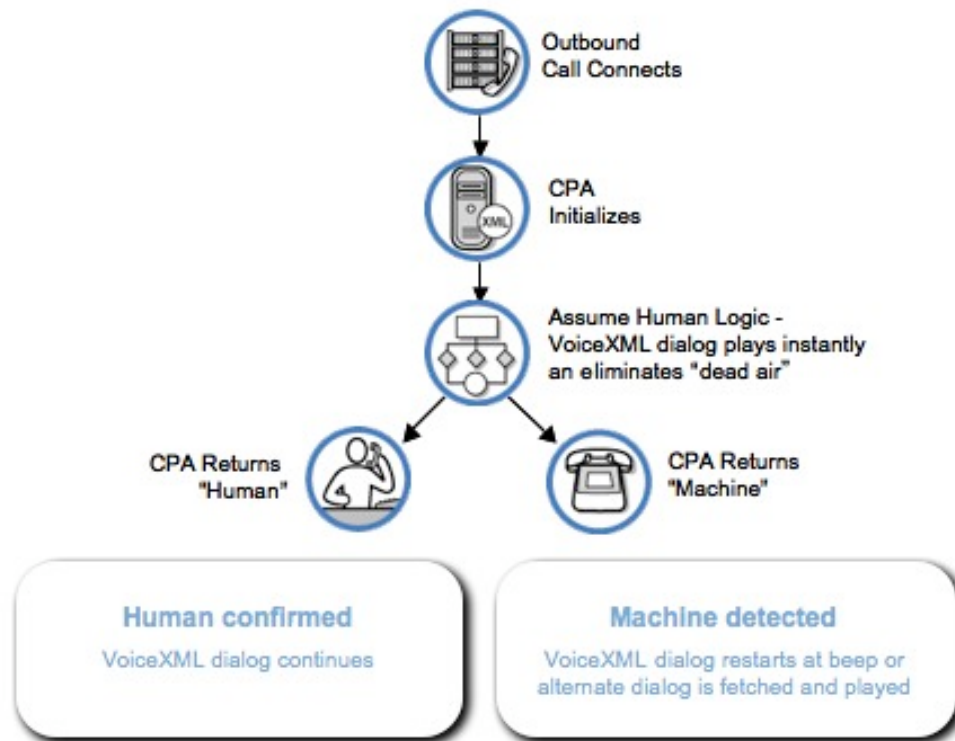 Outbound
Call Connects
CPA
XML
Initializes
Assume Human Logic -
VoiceXML dialog plays instantly
an eliminates "dead air"
CPA Returns
"Human"
CPA Returns
"Machine"
Human confirmed
VoiceXML dialog continues
Machine detected
VoiceXML dialog restarts at beep or
alternate dialog is fetched and played